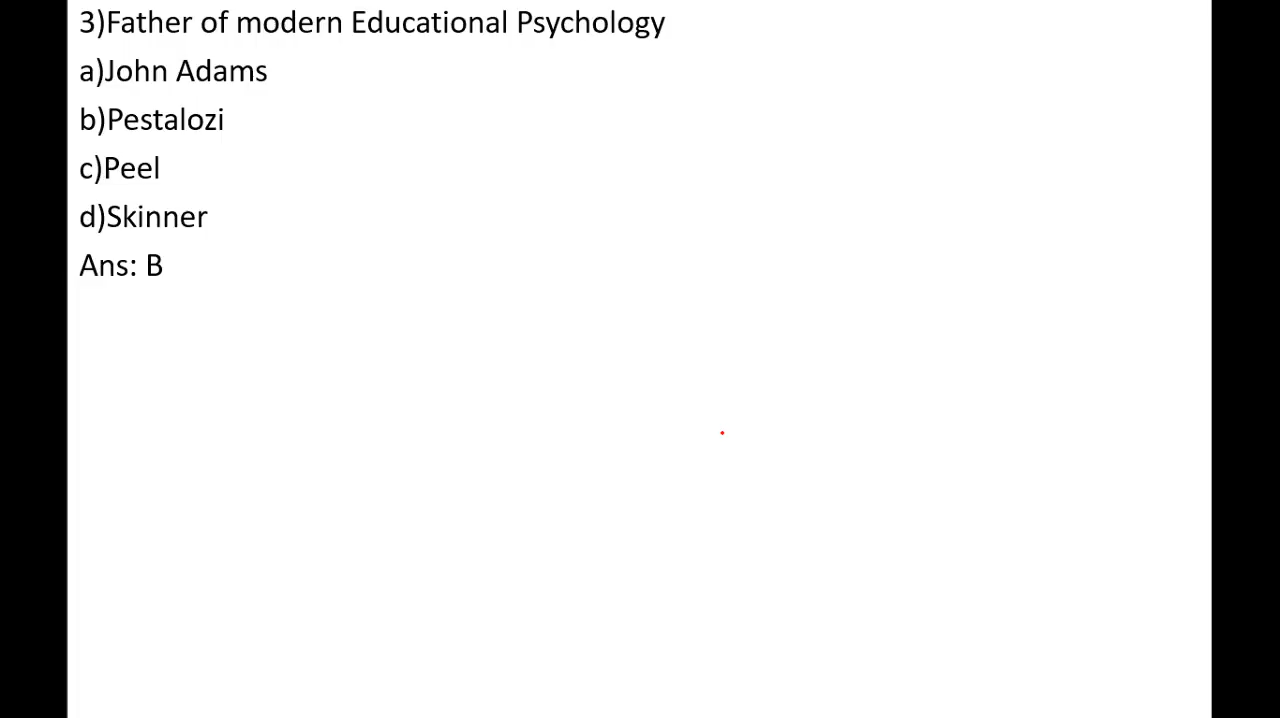 3)Father of modern Educational Psychology
a)John Adams
b)Pestalozi
c)Peel
d)Skinner
Ans: B